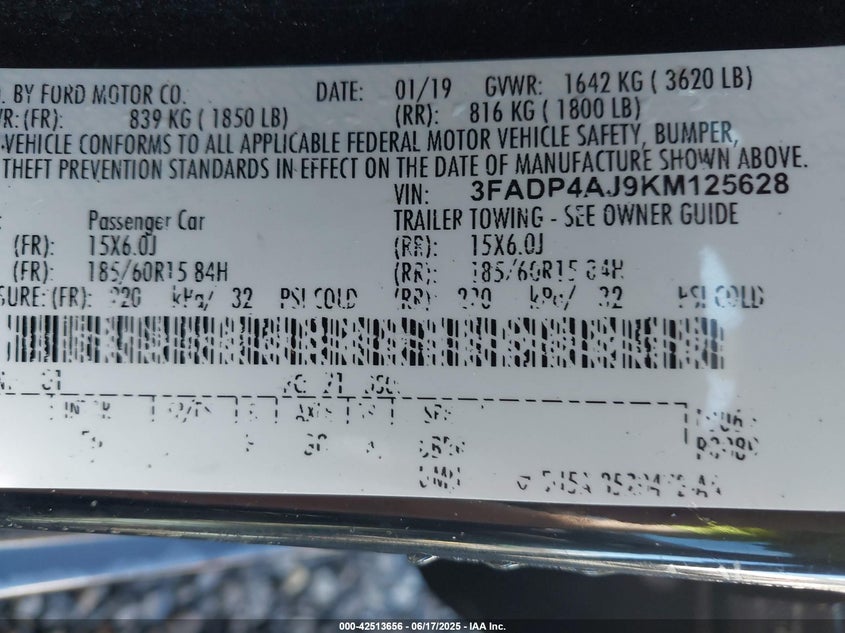 . BY FORD MOTOR CO. DATE: 01/19 GVWR: 1642 KG ( 3620 LB)
R: (FR): 839 KG ( 1850 LB) (RR): 816 KG ( 1800 LB)
VEHICLE CONFORMS TO ALL APPLICABLE FEDERAL MOTOR VEHICLE SAFETY, BUMPER,
THEFT PREVENTION STANDARDS IN EFFECT ON THE DATE OF MANUFACTURE SHOWN ABOVE.
VIN: 3FADP4AJ9KM125628
Passenger Car TRAILER TOWING - SEE OWNER GUIDE
(FR): 15X6.0J (RR): 15X6.0J
(FR): 185/60R15 84H (RR): 185/60R15 84H
SURE: (FR): 220 kPa/ 32 PSI COLD (RR) 220 kPa/ 32 PSI COLD
000-42513656 - 06/17/2025 - IAA Inc.